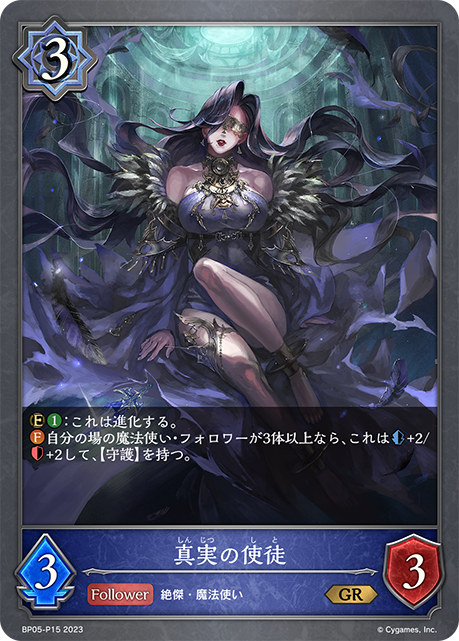 3
E 1：これは進化する。
F 自分の場の魔法使い・フォロワーが3体以上なら、これは+2/
+2して、【守護】を持つ。
しんじつ しと
真実の使徒
3
Follower 絶傑・魔法使い GR
3
BP05-P15 2023
© Cygames, Inc.